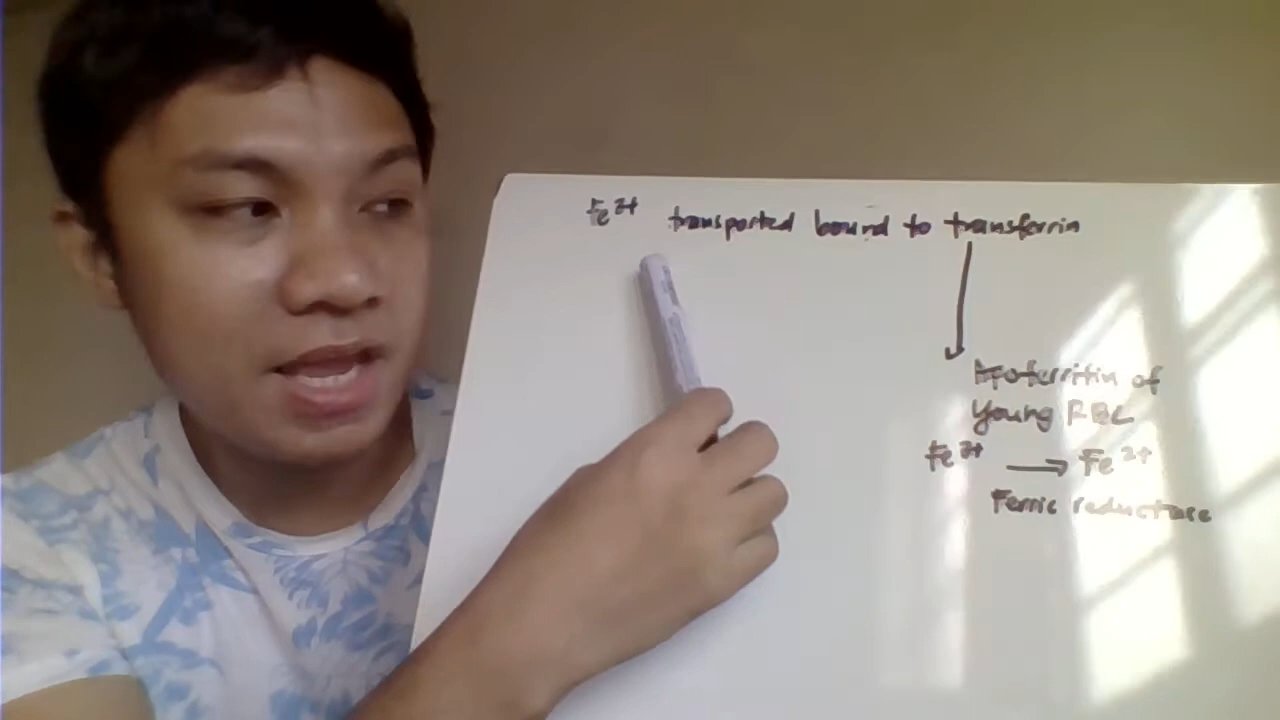 Fe³⁺ transported bound to transferrin
Apoferritin of
Young RBC
Fe³⁺ → Fe²⁺
Ferric reductase